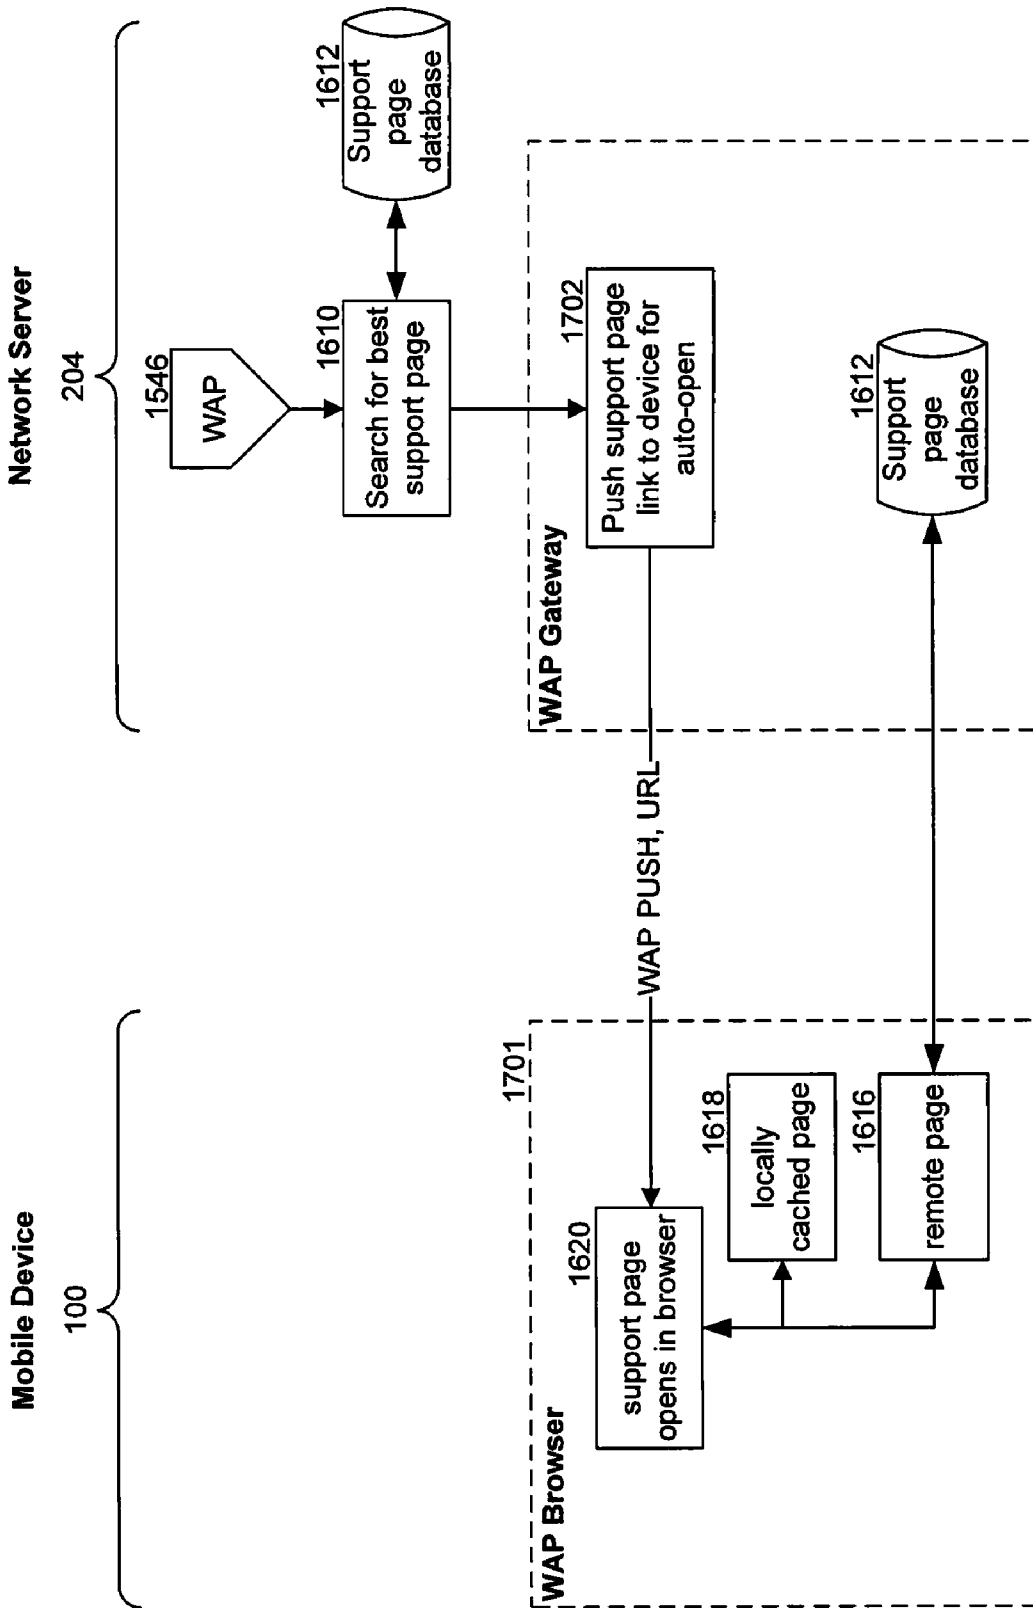 Mobile Device
100
Network Server
204
1546
WAP
1610
Search for best
support page
1612
Support
page
database
WAP Browser
1701
1620
support page
opens in browser
1618
locally
cached page
1616
remote page
WAP PUSH, URL
WAP Gateway
1702
Push support page
link to device for
auto-open
1612
Support
page
database